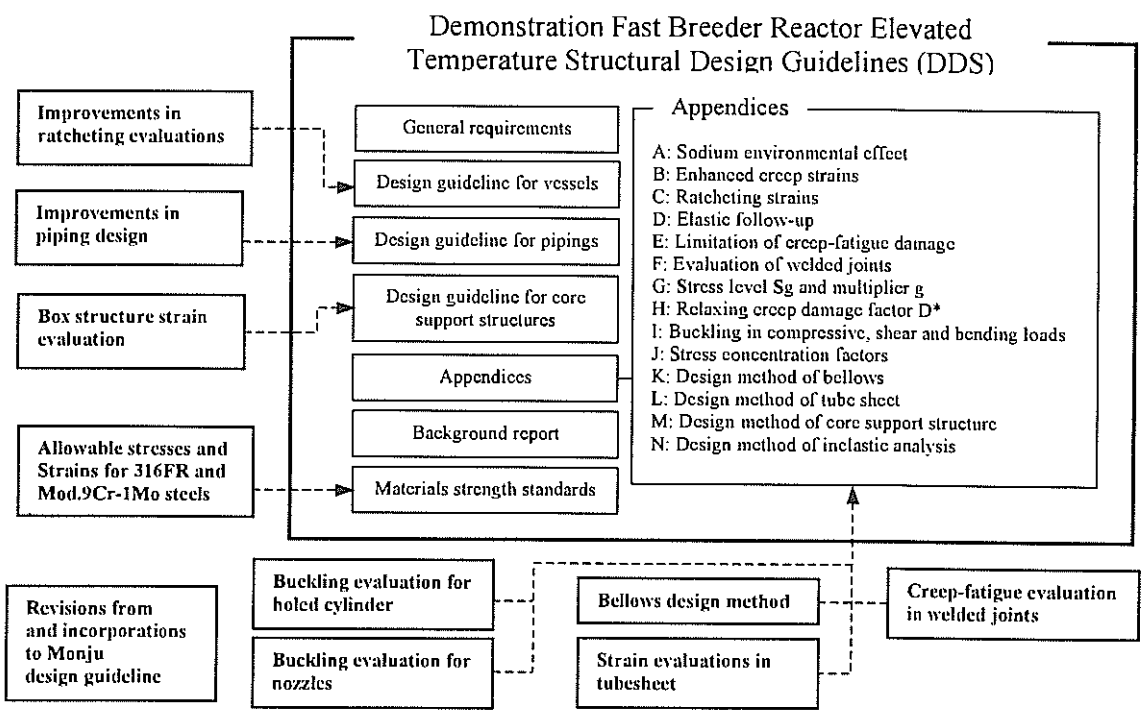 Demonstration Fast Breeder Reactor Elevated
Temperature Structural Design Guidelines (DDS)
Improvements in
ratcheting evaluations
Improvements in
piping design
Box structure strain
evaluation
Allowable stresses and
Strains for 316FR and
Mod.9Cr-1Mo steels
General requirements
Design guideline for vessels
Design guideline for pipings
Design guideline for core
support structures
Appendices
Background report
Materials strength standards
Appendices
A: Sodium environmental effect
B: Enhanced creep strains
C: Ratcheting strains
D: Elastic follow-up
E: Limitation of creep-fatigue damage
F: Evaluation of welded joints
G: Stress level Sg and multiplier g
H: Relaxing creep damage factor D*
I: Buckling in compressive, shear and bending loads
J: Stress concentration factors
K: Design method of bellows
L: Design method of tube sheet
M: Design method of core support structure
N: Design method of inelastic analysis
Revisions from
and incorporations
to Monju
design guideline
Buckling evaluation for
holed cylinder
Buckling evaluation for
nozzles
Bellows design method
Strain evaluations in
tubesheet
Creep-fatigue evaluation
in welded joints